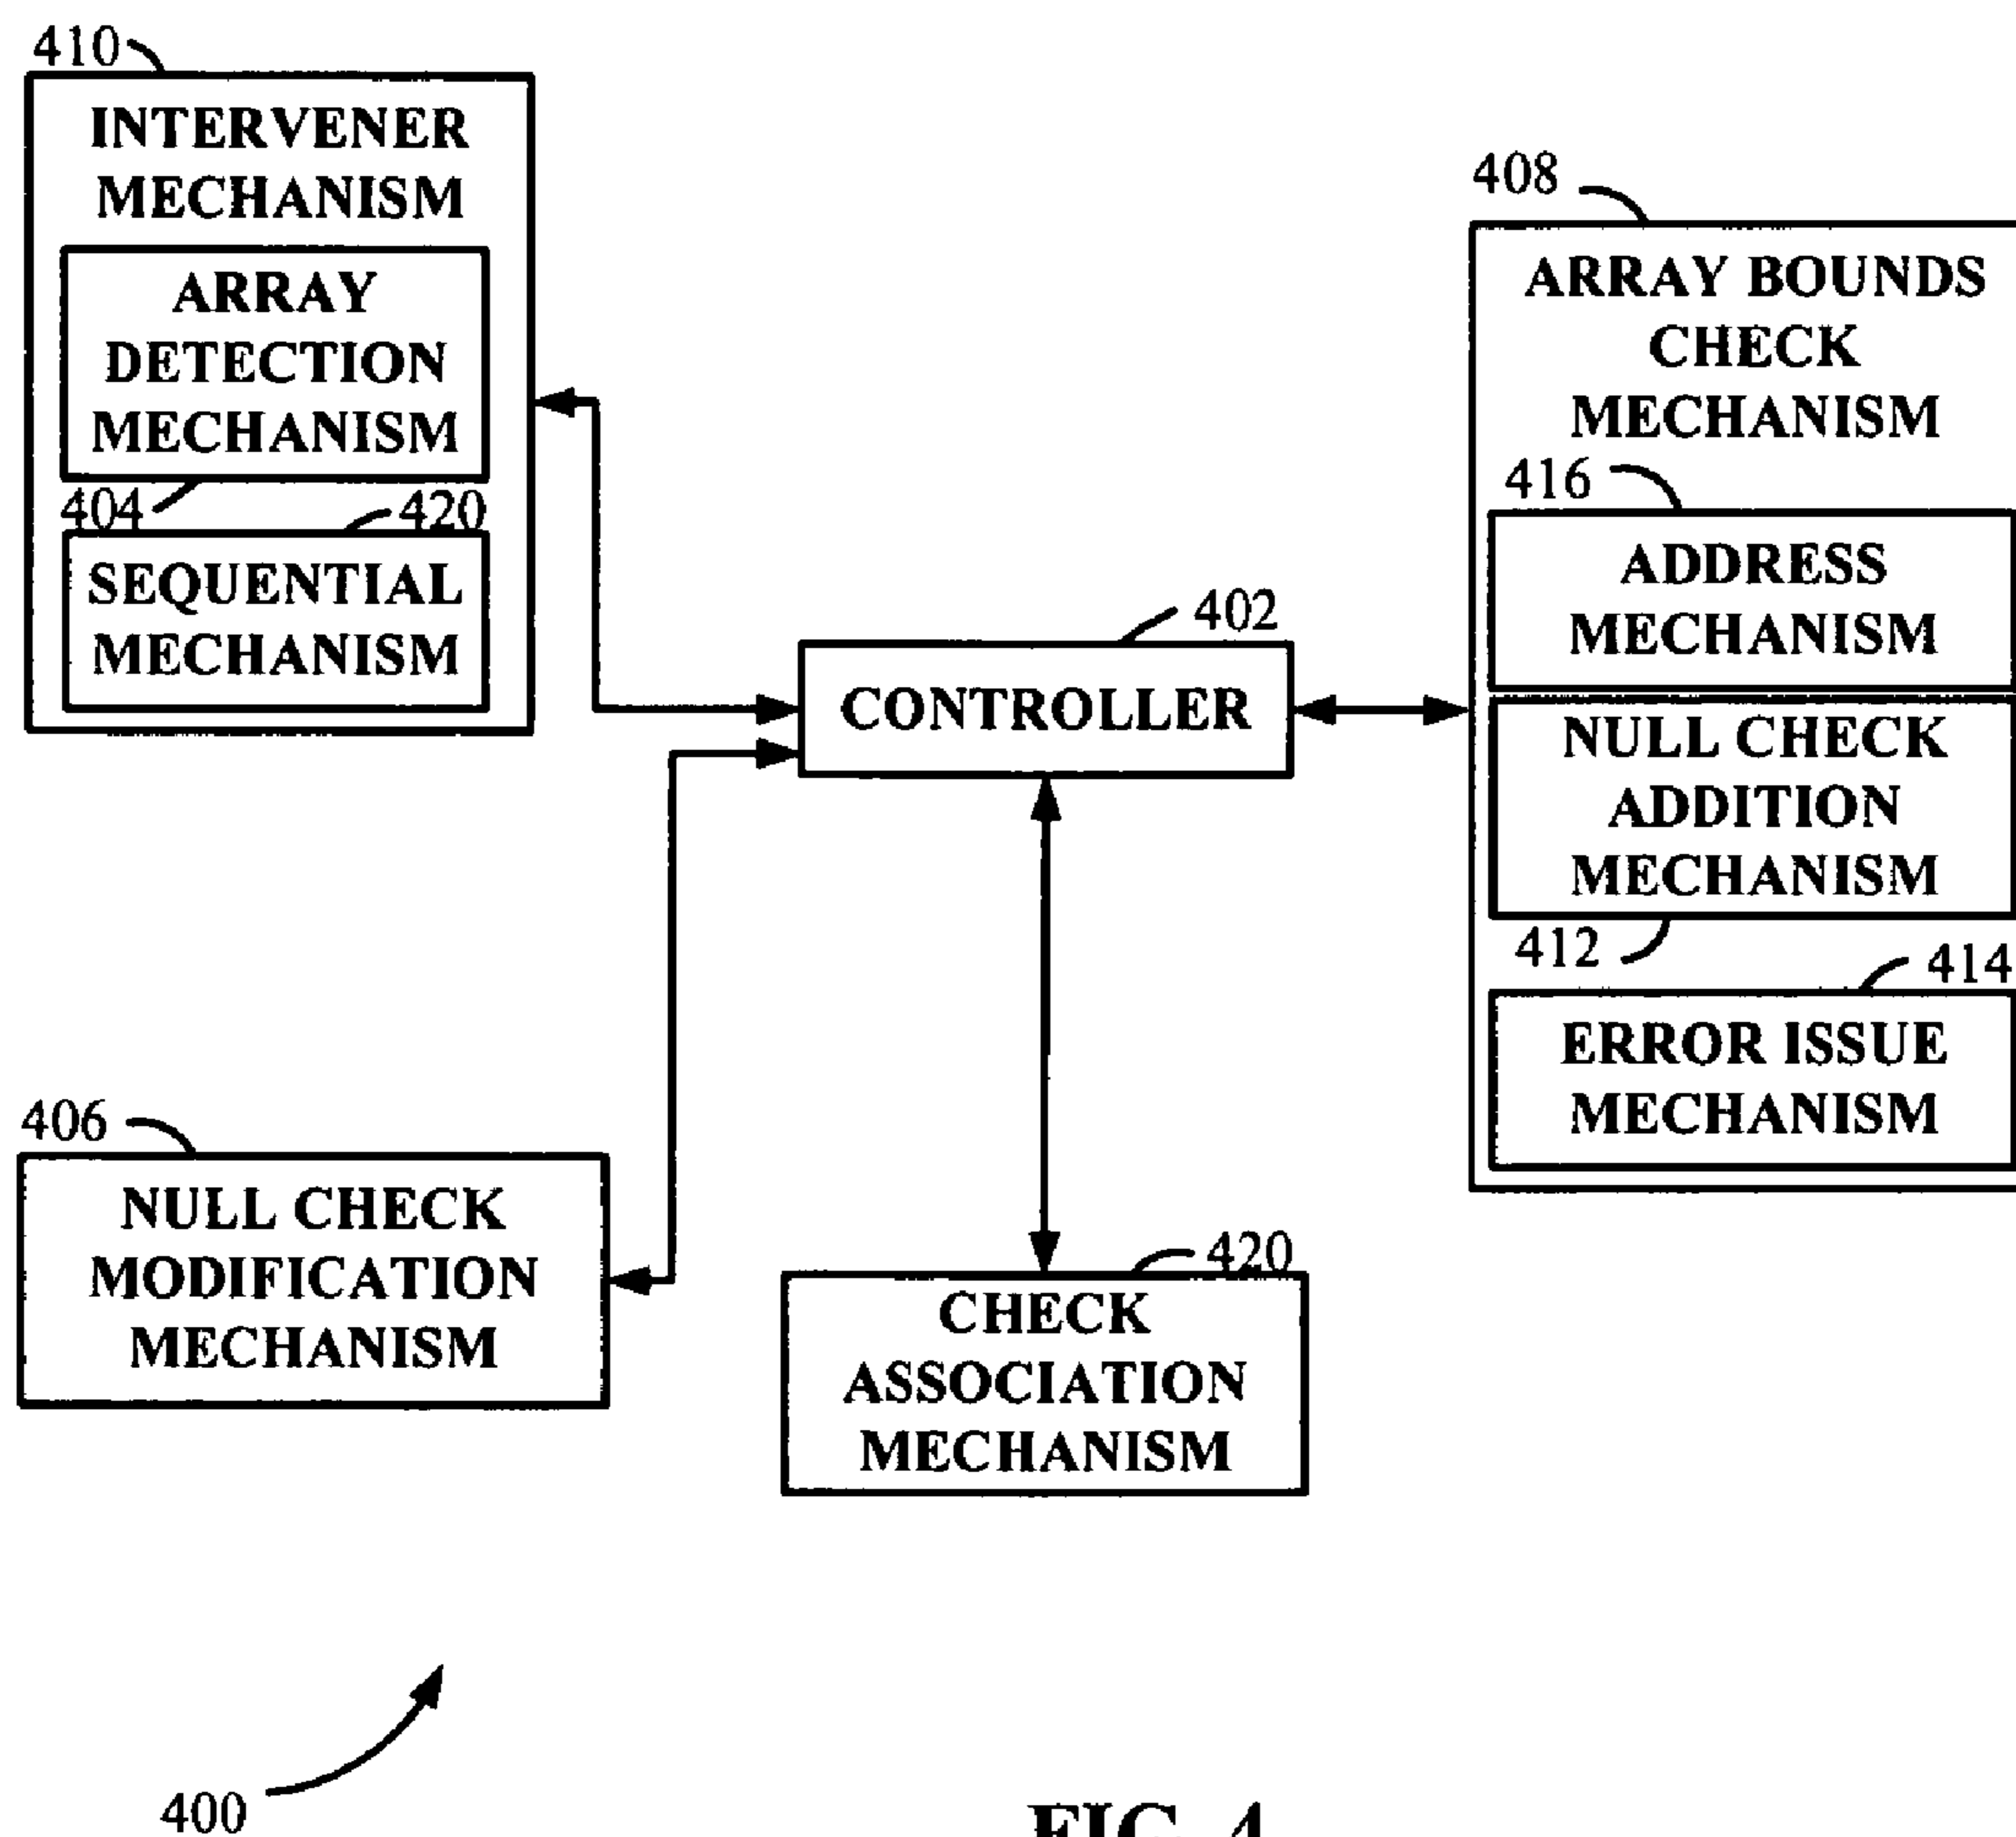 410
INTERVENER
MECHANISM
ARRAY
DETECTION
MECHANISM
404
420
SEQUENTIAL
MECHANISM
402
CONTROLLER
408
ARRAY BOUNDS
CHECK
MECHANISM
416
ADDRESS
MECHANISM
NULL CHECK
ADDITION
MECHANISM
412
414
ERROR ISSUE
MECHANISM
406
NULL CHECK
MODIFICATION
MECHANISM
420
CHECK
ASSOCIATION
MECHANISM
400
FIG. 4